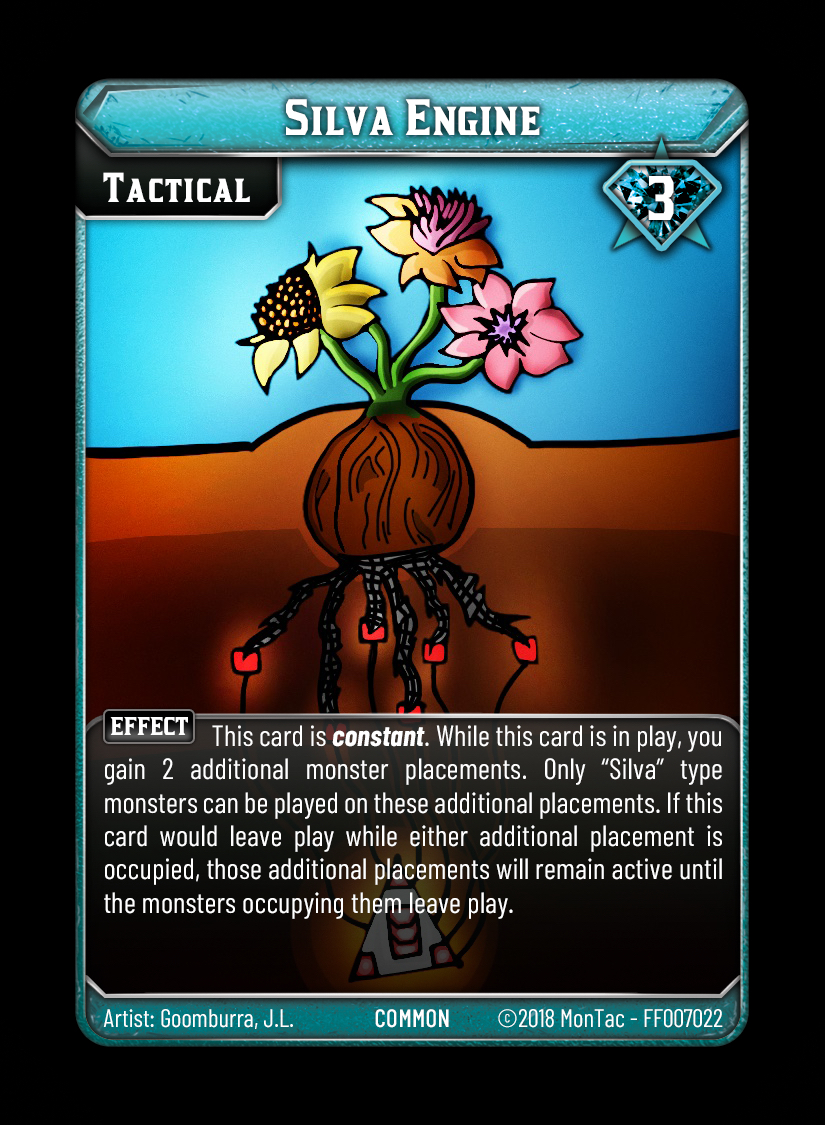 Silva Engine
Tactical
-3
EFFECT This card is constant. While this card is in play, you
gain 2 additional monster placements. Only “Silva” type
monsters can be played on these additional placements. If this
card would leave play while either additional placement is
occupied, those additional placements will remain active until
the monsters occupying them leave play.
Artist: Goomburra, J.L. COMMON ©2018 MonTac - FF007022